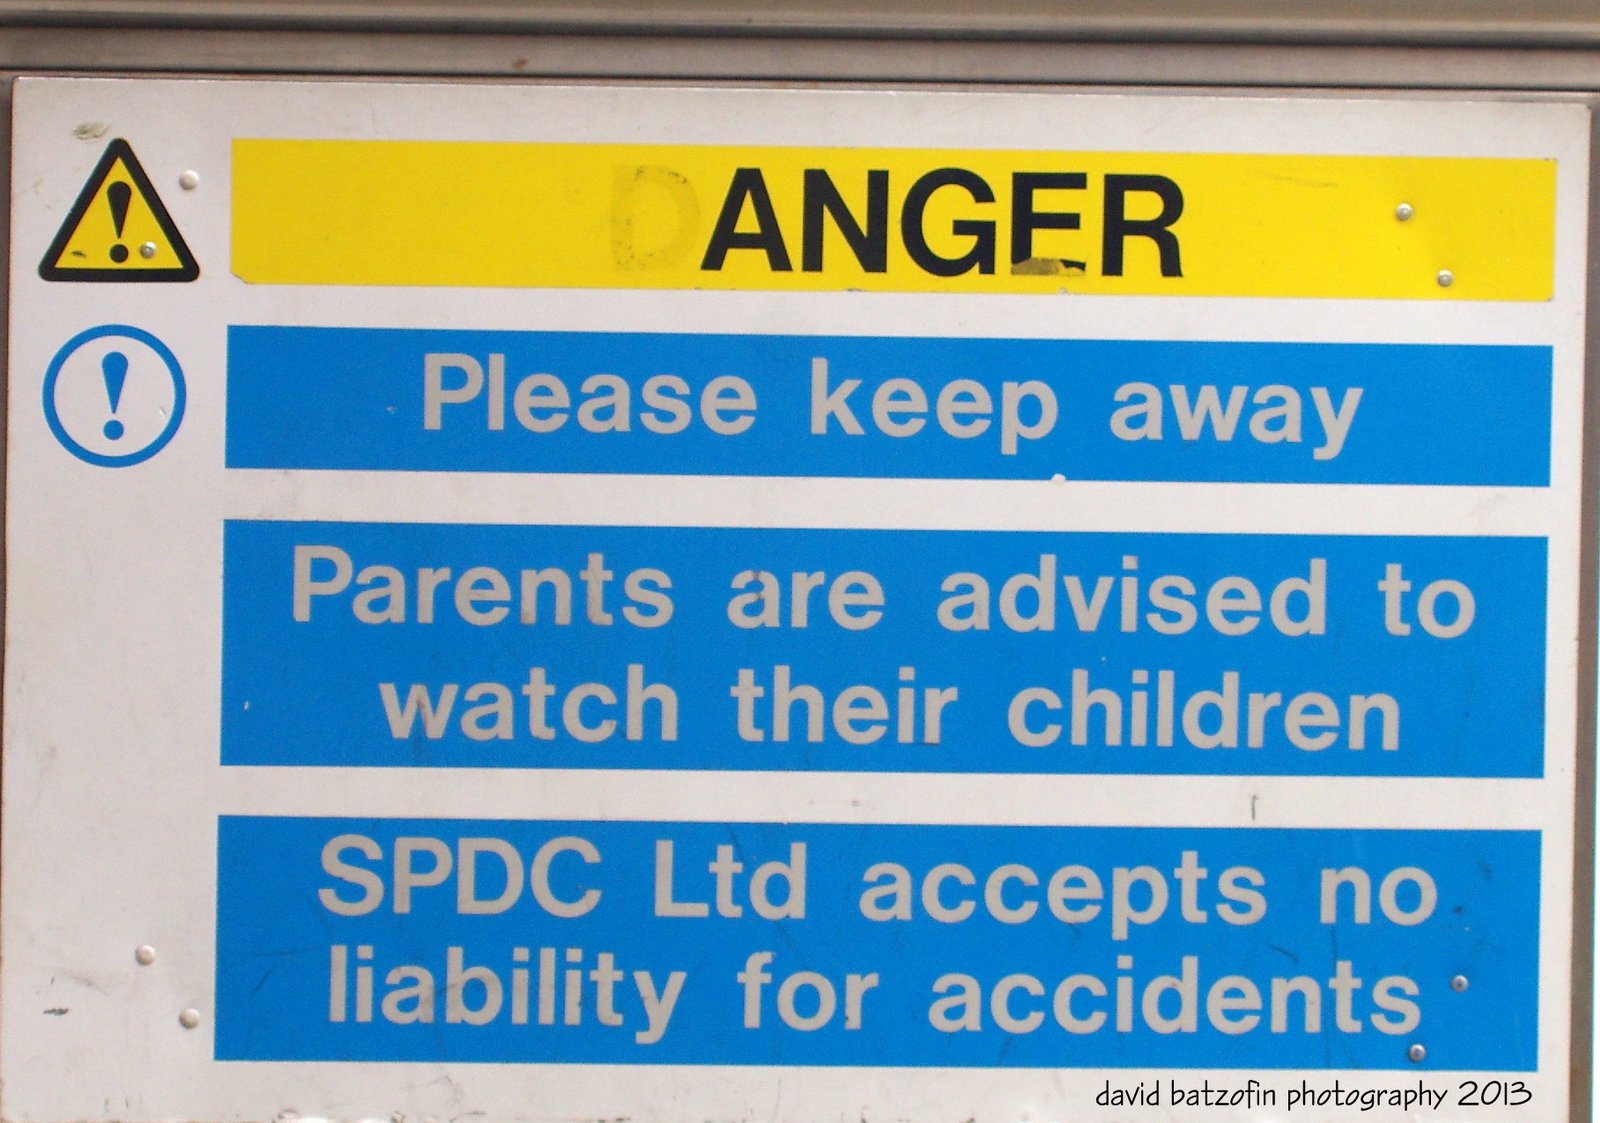 DANGER
Please keep away
Parents are advised to
watch their children
SPDC Ltd accepts no
liability for accidents
david batzofin photography 2013